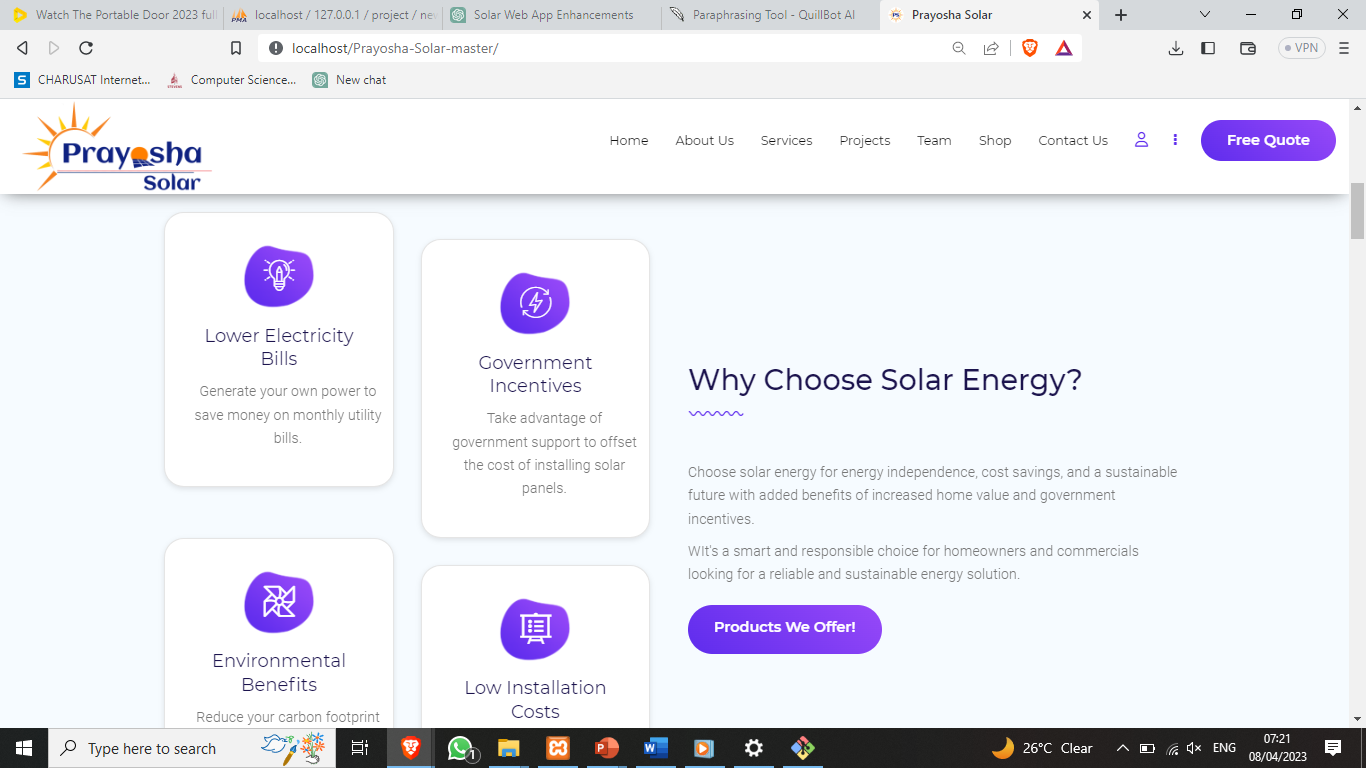 Watch The Portable Door 2023 full
localhost / 127.0.0.1 / project / ne
Solar Web App Enhancements
Paraphrasing Tool - QuillBot AI
Prayosha Solar
localhost/Prayosha-Solar-master/
VPN
CHARUSAT Internet...
Computer Science...
New chat
Prayosha
Solar
Home
About Us
Services
Projects
Team
Shop
Contact Us
Free Quote
Lower Electricity
Bills
Generate your own power to
save money on monthly utility
bills.
Government
Incentives
Take advantage of
government support to offset
the cost of installing solar
panels.
Environmental
Benefits
Reduce your carbon footprint
Low Installation
Costs
Why Choose Solar Energy?
Choose solar energy for energy independence, cost savings, and a sustainable
future with added benefits of increased home value and government
incentives.
WIt's a smart and responsible choice for homeowners and commercials
looking for a reliable and sustainable energy solution.
Products We Offer!
Type here to search
1
26°C Clear
ENG
07:21
08/04/2023